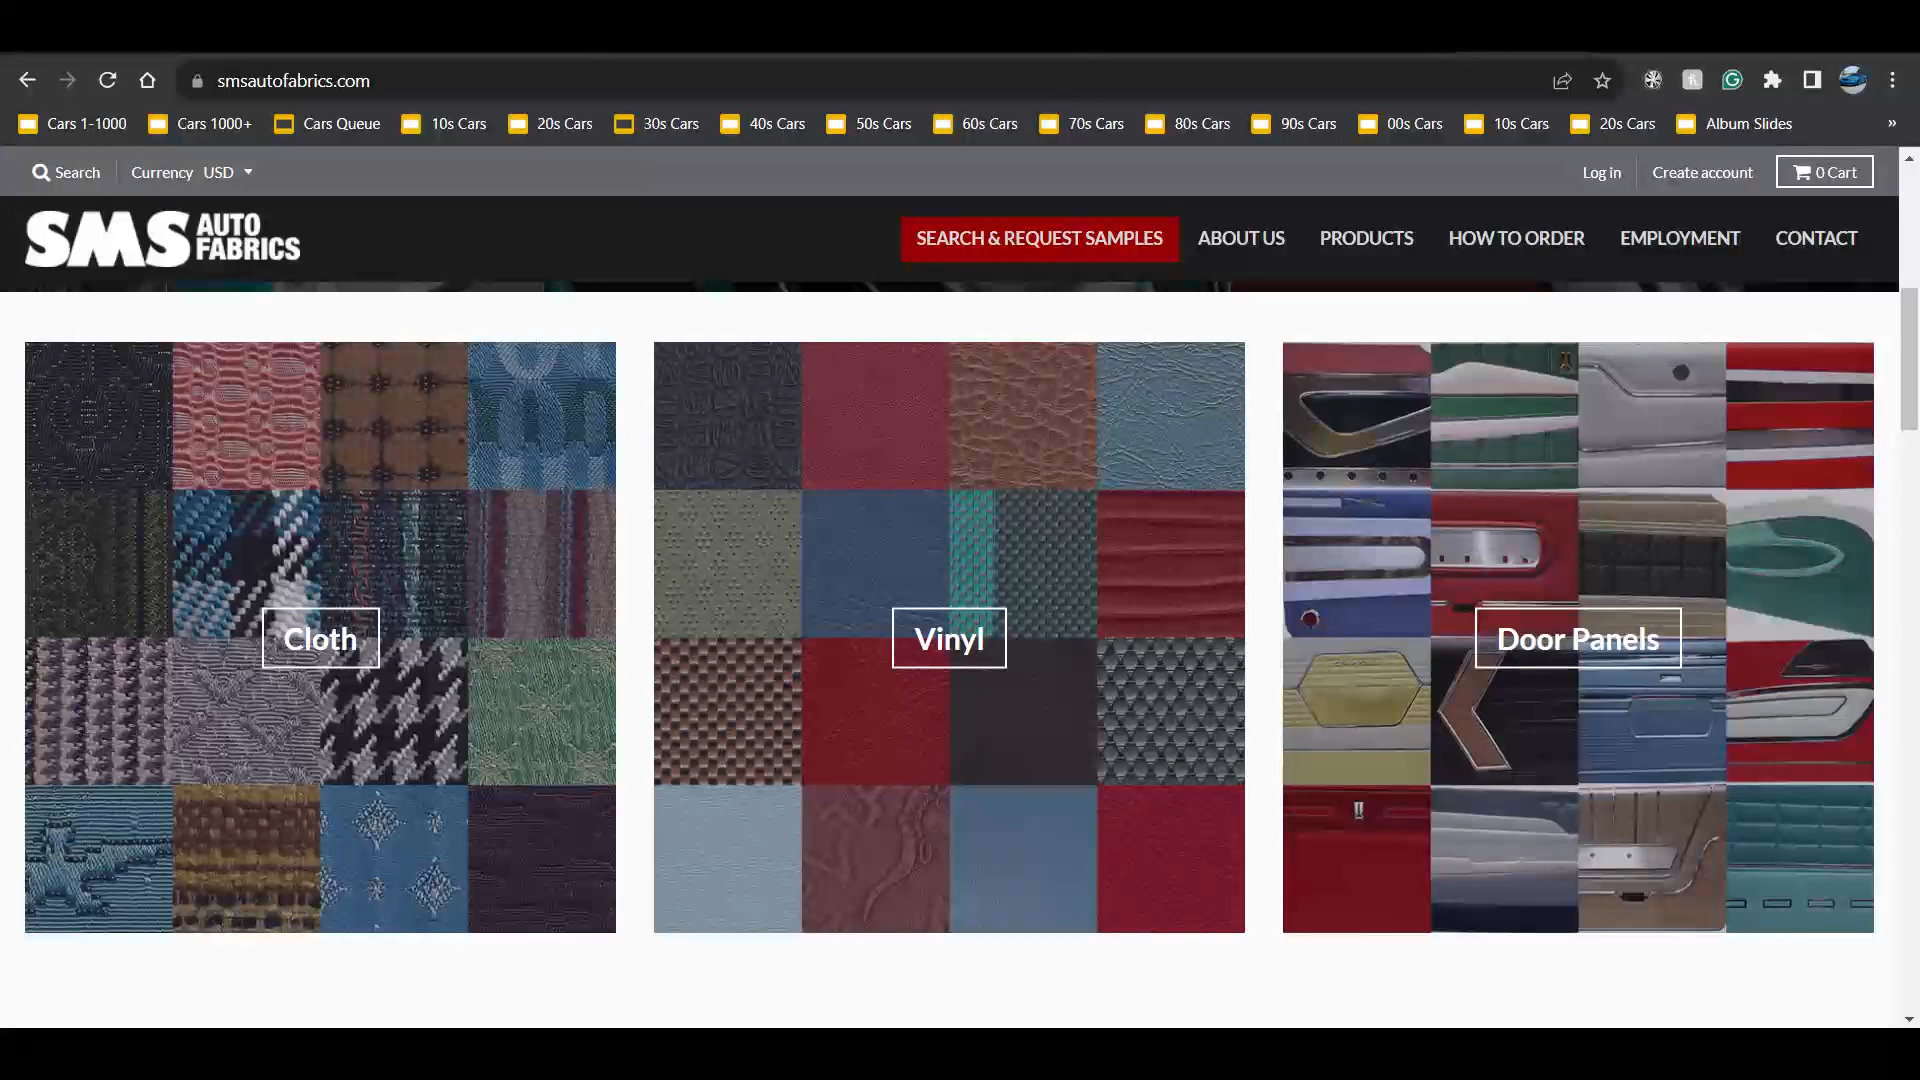 smsautofabrics.com
Cars 1-1000 Cars 1000+ Cars Queue 10s Cars 20s Cars 30s Cars 40s Cars 50s Cars 60s Cars 70s Cars 80s Cars 90s Cars 00s Cars 10s Cars 20s Cars Album Slides »
Search Currency USD Log in Create account 0 Cart
SMS AUTO FABRICS
SEARCH & REQUEST SAMPLES ABOUT US PRODUCTS HOW TO ORDER EMPLOYMENT CONTACT
Cloth Vinyl Door Panels